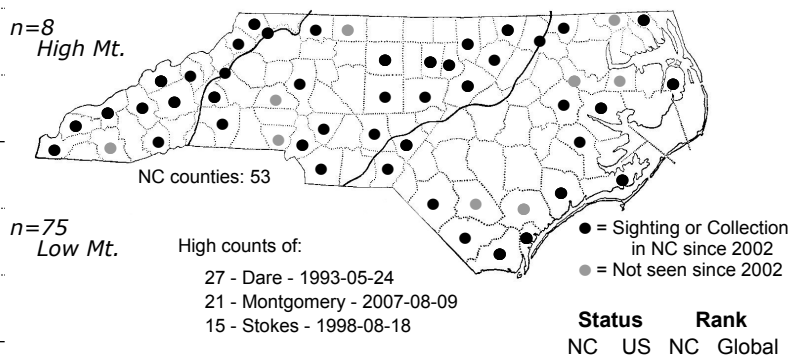 n=8
High Mt.
NC counties: 53
n=75
Low Mt.
High counts of:
27 - Dare - 1993-05-24
21 - Montgomery - 2007-08-09
15 - Stokes - 1998-08-18
● = Sighting or Collection
in NC since 2002
● = Not seen since 2002
Status Rank
NC US NC Global